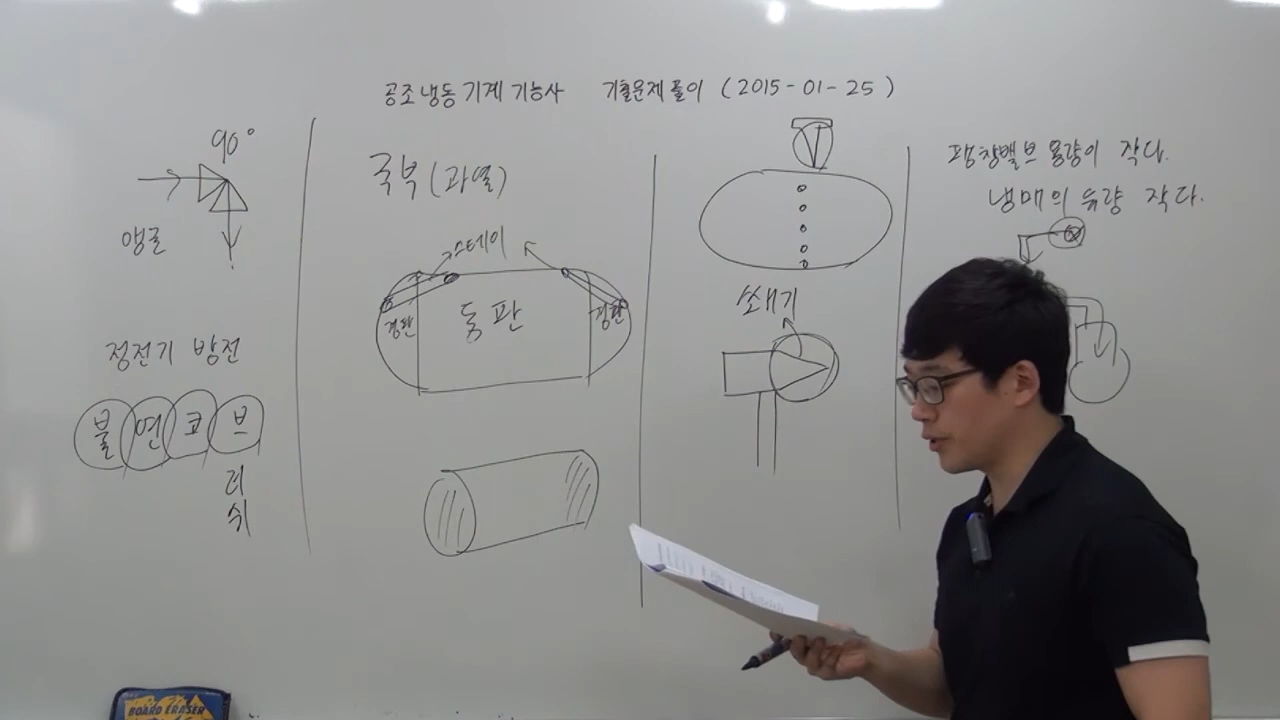 공조냉동기계기능사 기출문제풀이 (2015-01-25)
90°
앵글
정전기 방전
불 연 코 브
러
쉬
국부(과열)
스테이
경판 동판 경판
쐐기
팽창밸브 용량이 작다.
냉매의 유량 작다.
BOARD ERASER